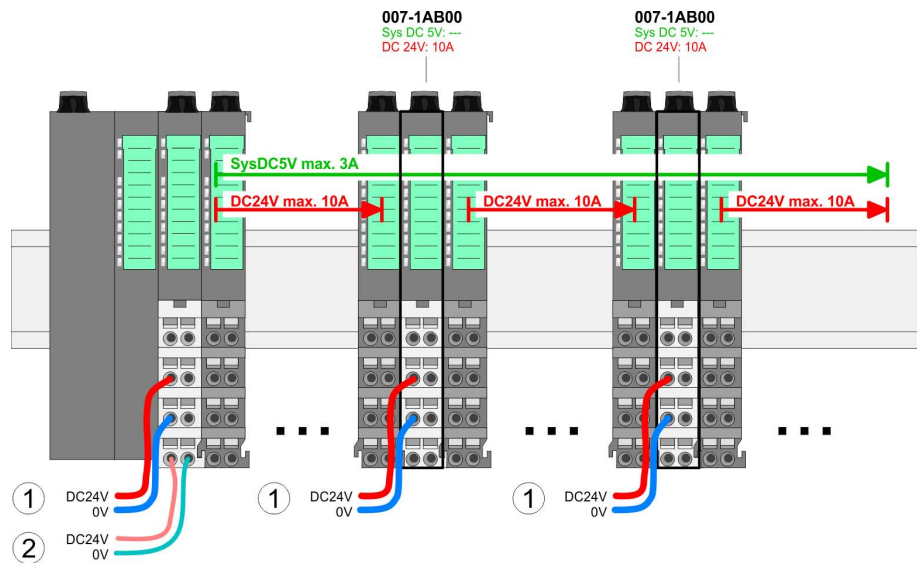 007-1AB00
Sys DC 5V: ---
DC 24V: 10A
007-1AB00
Sys DC 5V: ---
DC 24V: 10A
SysDC5V max. 3A
DC24V max. 10A
DC24V max. 10A
DC24V max. 10A
1
DC24V
0V
1
DC24V
0V
1
DC24V
0V
2
DC24V
0V